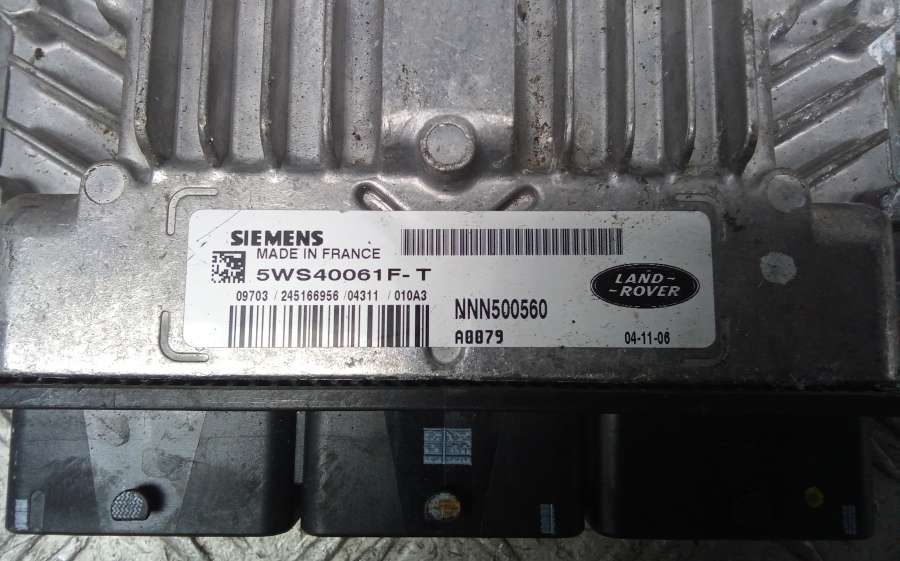 SIEMENS
MADE IN FRANCE
5WS40061F-T
09703 / 245166956 /04311 / 010A3
NNN500560
A0079
LAND-
-ROVER
04-11-06